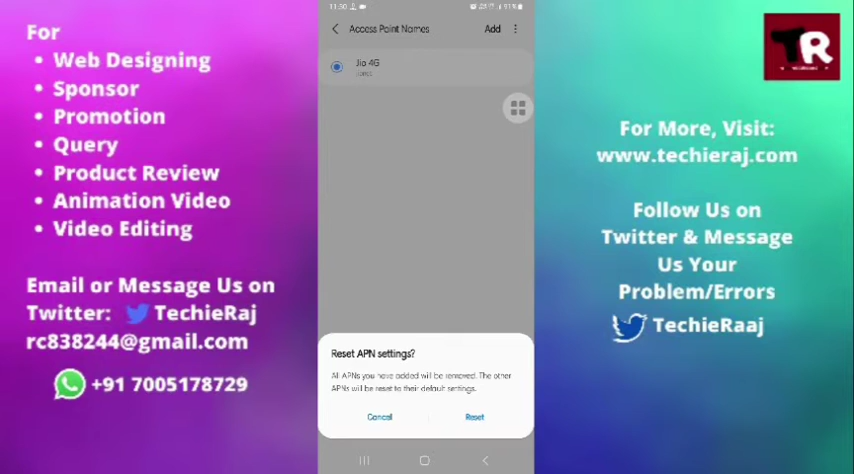 For
• Web Designing
• Sponsor
• Promotion
• Query
• Product Review
• Animation Video
• Video Editing
Email or Message Us on
Twitter: TechieRaj
rc838244@gmail.com
+91 7005178729
11:30
91%
Access Point Names
Add
Jio 4G
Reset APN settings?
All APNs you have added will be removed. The other
APNs will be reset to their default settings.
Cancel
Reset
TR
For More, Visit:
www.techieraj.com
Follow Us on
Twitter & Message
Us Your
Problem/Errors
TechieRaaj